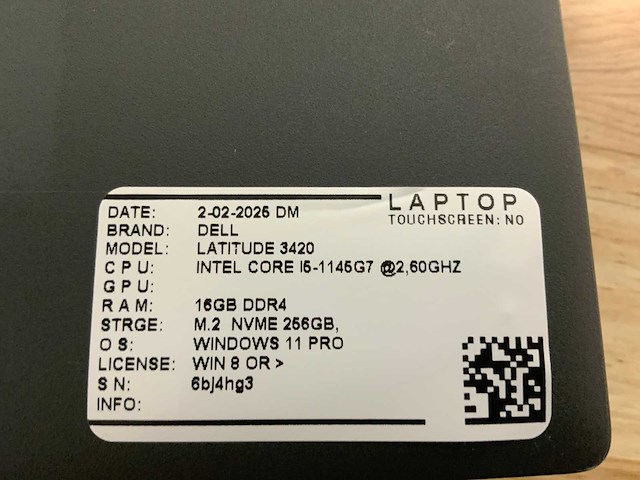 LAPTOP
TOUCHSCREEN: NO
DATE: 2-02-2025 DM
BRAND: DELL
MODEL: LATITUDE 3420
CPU: INTEL CORE I5-1145G7 @2,60GHZ
GPU:
RAM: 16GB DDR4
STRGE: M.2 NVME 256GB,
OS: WINDOWS 11 PRO
LICENSE: WIN 8 OR >
SN: 6bj4hg3
INFO: